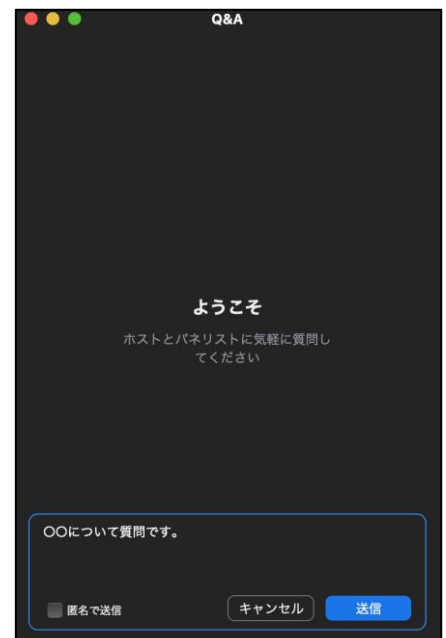 Q&A
ようこそ
ホストとパネリストに気軽に質問し
てください
〇〇について質問です。
匿名で送信
キャンセル
送信